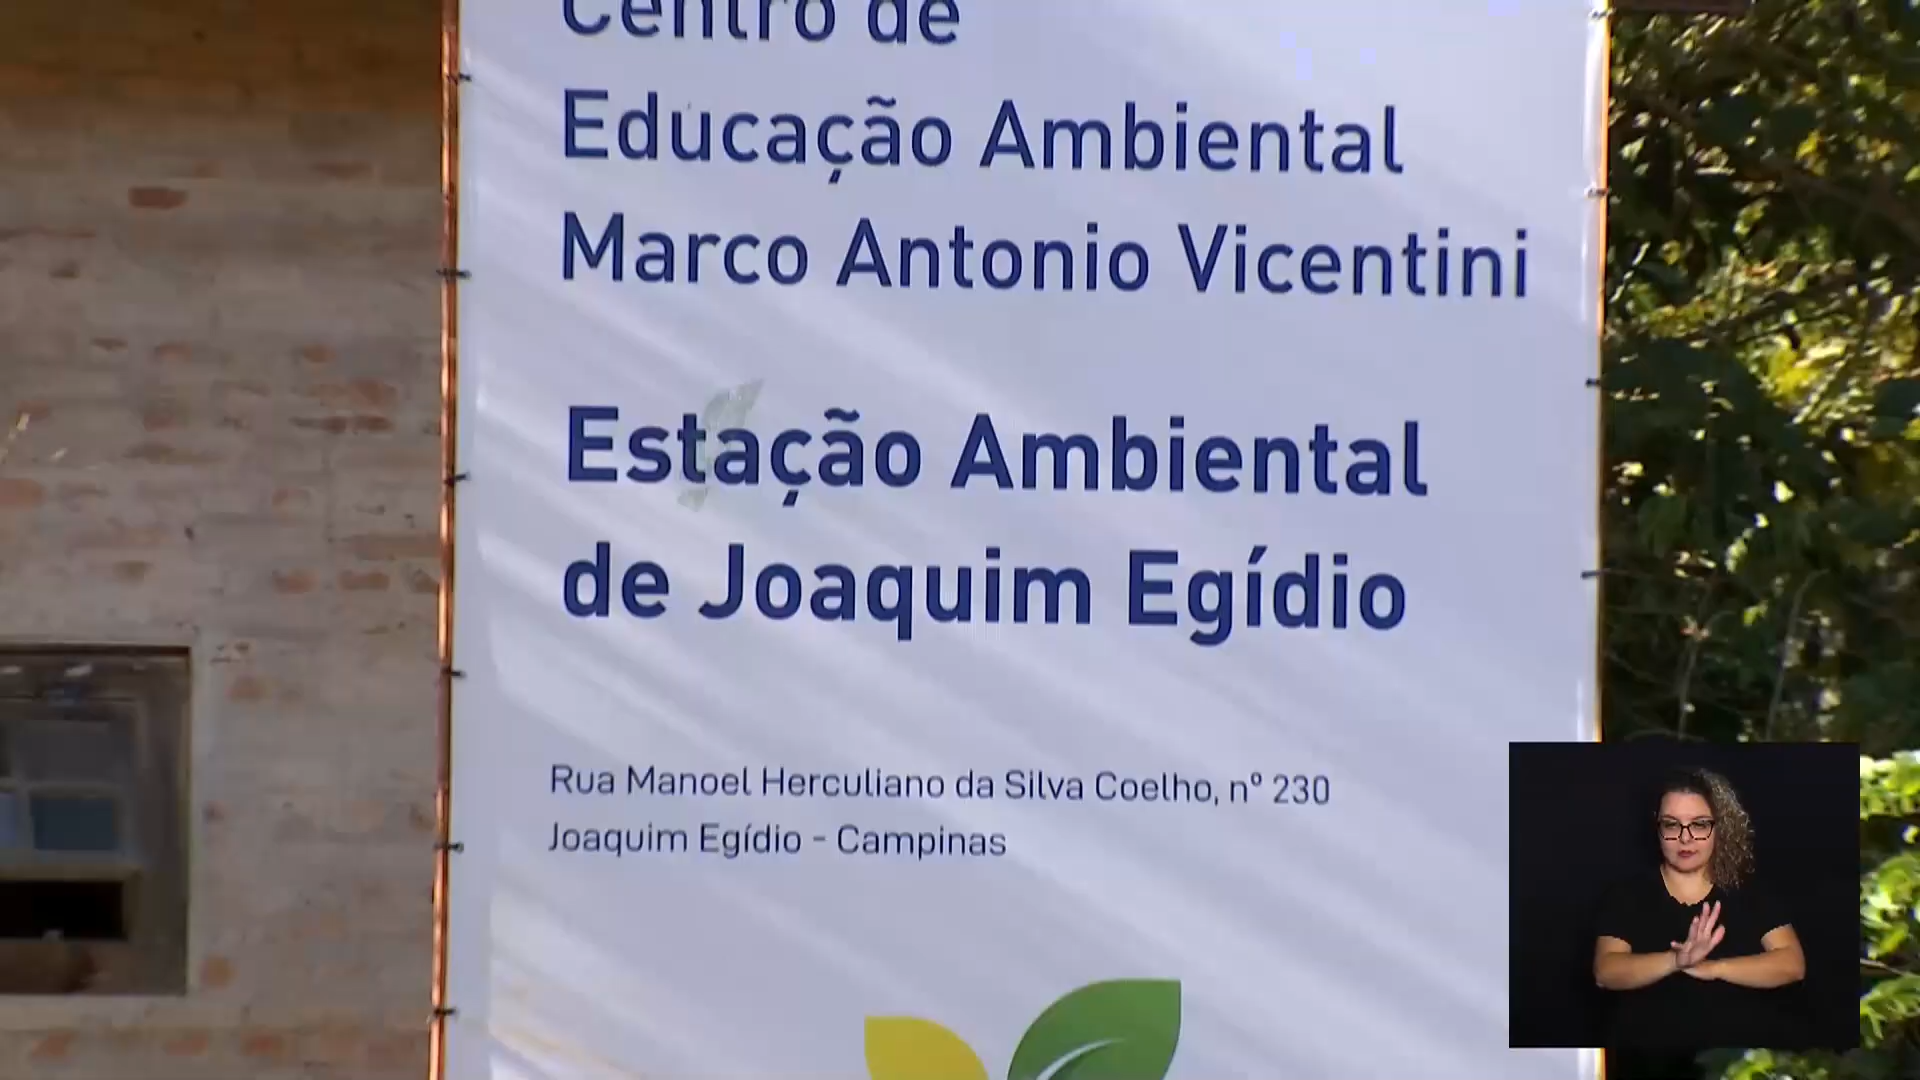 Centro de
Educação Ambiental
Marco Antonio Vicentini
Estação Ambiental
de Joaquim Egídio
Rua Manoel Herculiano da Silva Coelho, nº 230
Joaquim Egídio - Campinas